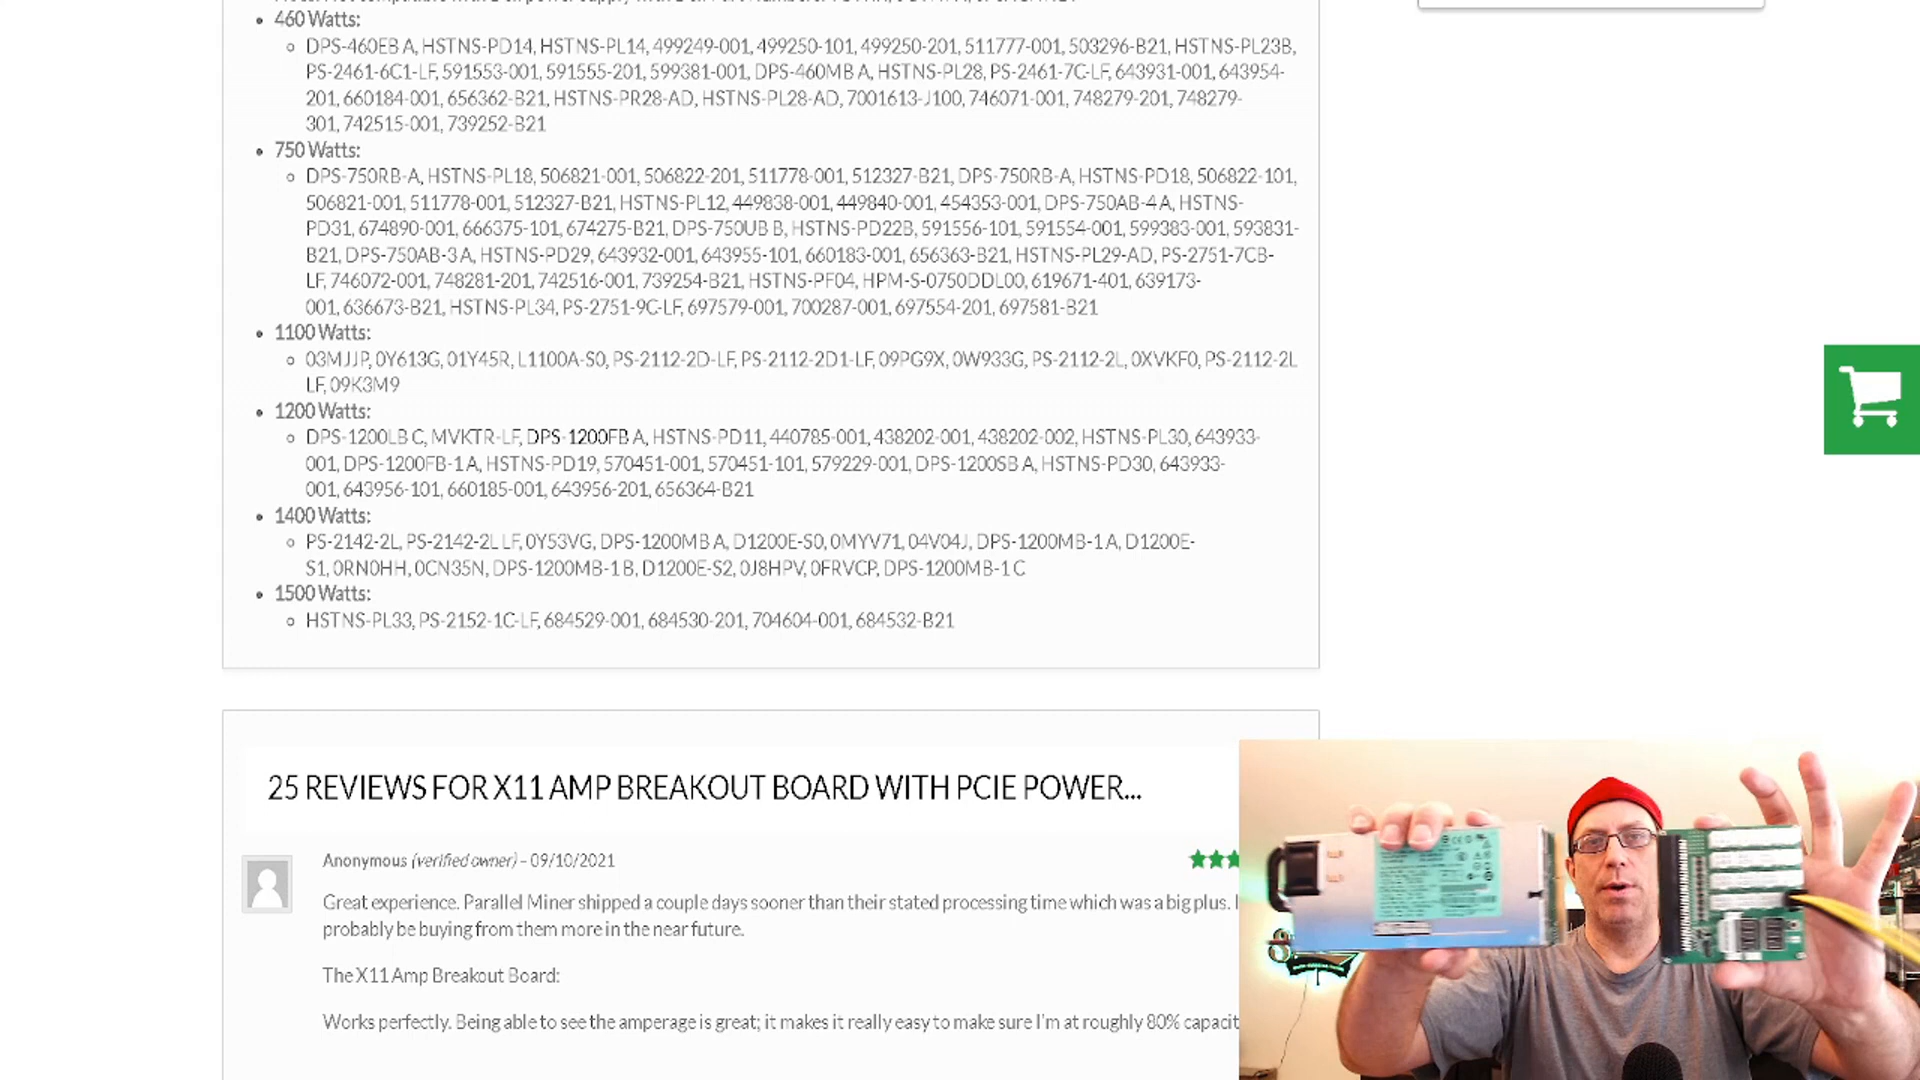 460 Watts:
DPS-460EB A, HSTNS-PD14, HSTNS-PL14, 499249-001, 499250-101, 499250-201, 511777-001, 503296-B21, HSTNS-PL23B,
PS-2461-6C1-LF, 591553-001, 591555-201, 599381-001, DPS-460MB A, HSTNS-PL28, PS-2461-7C-LF, 643931-001, 643954-
201, 660184-001, 656362-B21, HSTNS-PR28-AD, HSTNS-PL28-AD, 7001613-J100, 746071-001, 748279-201, 748279-
301, 742515-001, 739252-B21
750 Watts:
DPS-750RB-A, HSTNS-PL18, 506821-001, 506822-201, 511778-001, 512327-B21, DPS-750RB-A, HSTNS-PD18, 506822-101,
506821-001, 511778-001, 512327-B21, HSTNS-PL12, 449838-001, 449840-001, 454353-001, DPS-750AB-4 A, HSTNS-
PD31, 674890-001, 666375-101, 674275-B21, DPS-750UB B, HSTNS-PD22B, 591556-101, 591554-001, 599383-001, 593831-
B21, DPS-750AB-3 A, HSTNS-PD29, 643932-001, 643955-101, 660183-001, 656363-B21, HSTNS-PL29-AD, PS-2751-7CB-
LF, 746072-001, 748281-201, 742516-001, 739254-B21, HSTNS-PF04, HPM-S-0750DDL00, 619671-401, 639173-
001, 636673-B21, HSTNS-PL34, PS-2751-9C-LF, 697579-001, 700287-001, 697554-201, 697581-B21
1100 Watts:
03MJJP, 0Y613G, 01Y45R, L1100A-S0, PS-2112-2D-LF, PS-2112-2D1-LF, 09PG9X, 0W933G, PS-2112-2L, 0XVKF0, PS-2112-2L
LF, 09K3M9
1200 Watts:
DPS-1200LB C, MVKTR-LF, DPS-1200FB A, HSTNS-PD11, 440785-001, 438202-001, 438202-002, HSTNS-PL30, 643933-
001, DPS-1200FB-1 A, HSTNS-PD19, 570451-001, 570451-101, 579229-001, DPS-1200SB A, HSTNS-PD30, 643933-
001, 643956-101, 660185-001, 643956-201, 656364-B21
1400 Watts:
PS-2142-2L, PS-2142-2L LF, 0Y53VG, DPS-1200MB A, D1200E-S0, 0MYV71, 04V04J, DPS-1200MB-1 A, D1200E-
S1, 0RN0HH, 0CN35N, DPS-1200MB-1 B, D1200E-S2, 0J8HPV, 0FRVCP, DPS-1200MB-1 C
1500 Watts:
HSTNS-PL33, PS-2152-1C-LF, 684529-001, 684530-201, 704604-001, 684532-B21
25 REVIEWS FOR X11 AMP BREAKOUT BOARD WITH PCIE POWER...
Anonymous (verified owner) – 09/10/2021
Great experience. Parallel Miner shipped a couple days sooner than their stated processing time which was a big plus. I
probably be buying from them more in the near future.
The X11 Amp Breakout Board:
Works perfectly. Being able to see the amperage is great; it makes it really easy to make sure I'm at roughly 80% capacit